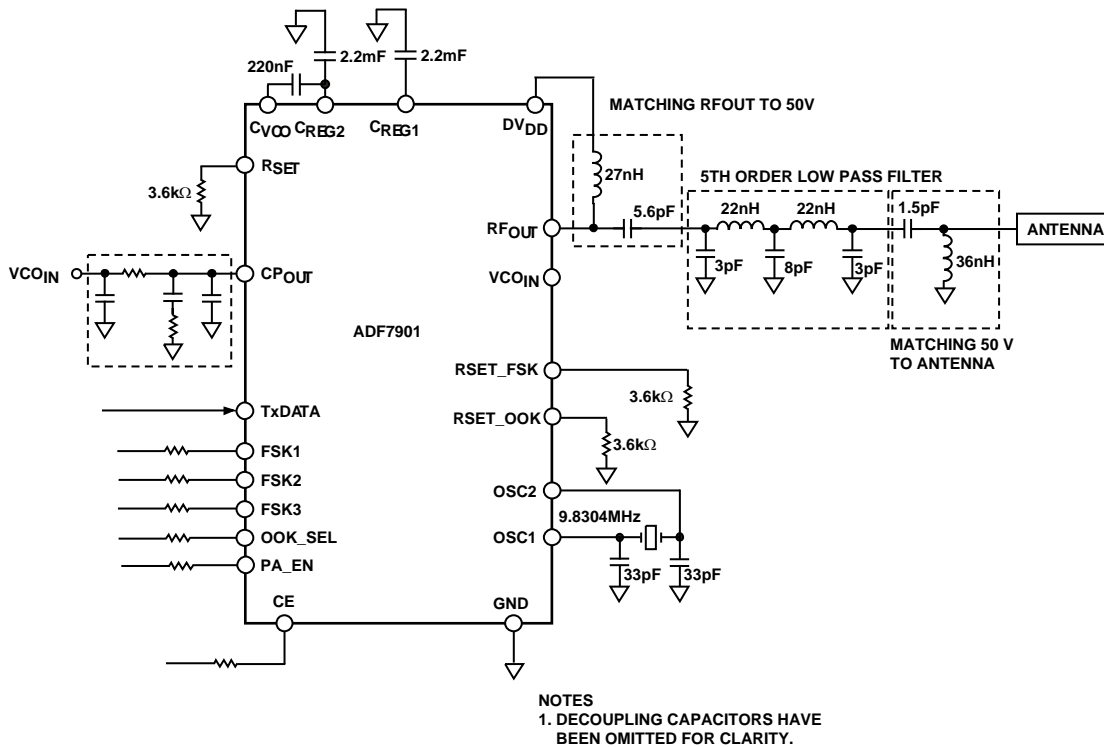 220nF
2.2mF
2.2mF
CVCO
CREG2
CREG1
DVDD
MATCHING RFOUT TO 50V
RSET
3.6kΩ
27nH
5TH ORDER LOW PASS FILTER
5.6pF
22nH
22nH
1.5pF
RFOUT
ANTENNA
3pF
8pF
3pF
36nH
VCOIN
CPOUT
VCOIN
ADF7901
MATCHING 50 V
TO ANTENNA
RSET_FSK
3.6kΩ
TxDATA
RSET_OOK
3.6kΩ
FSK1
FSK2
FSK3
OOK_SEL
PA_EN
OSC2
9.8304MHz
OSC1
33pF
33pF
CE
GND
NOTES
1. DECOUPLING CAPACITORS HAVE
BEEN OMITTED FOR CLARITY.